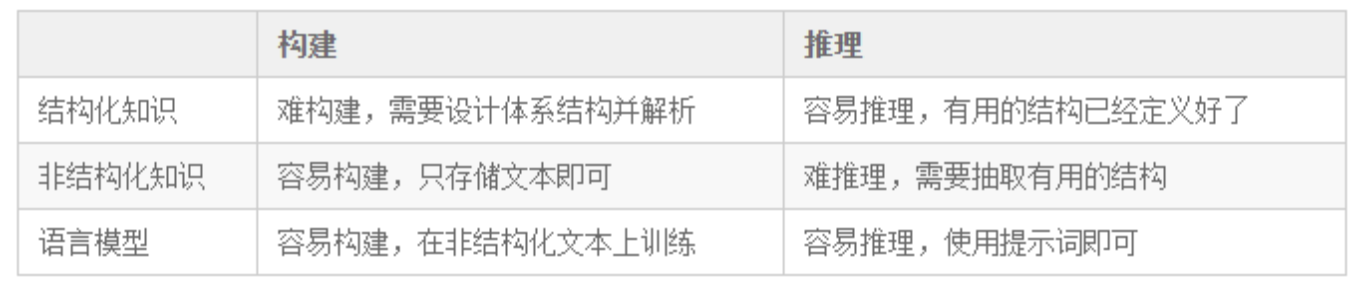 构建 推理
结构化知识 难构建，需要设计体系结构并解析 容易推理，有用的结构已经定义好了
非结构化知识 容易构建，只存储文本即可 难推理，需要抽取有用的结构
语言模型 容易构建，在非结构化文本上训练 容易推理，使用提示词即可